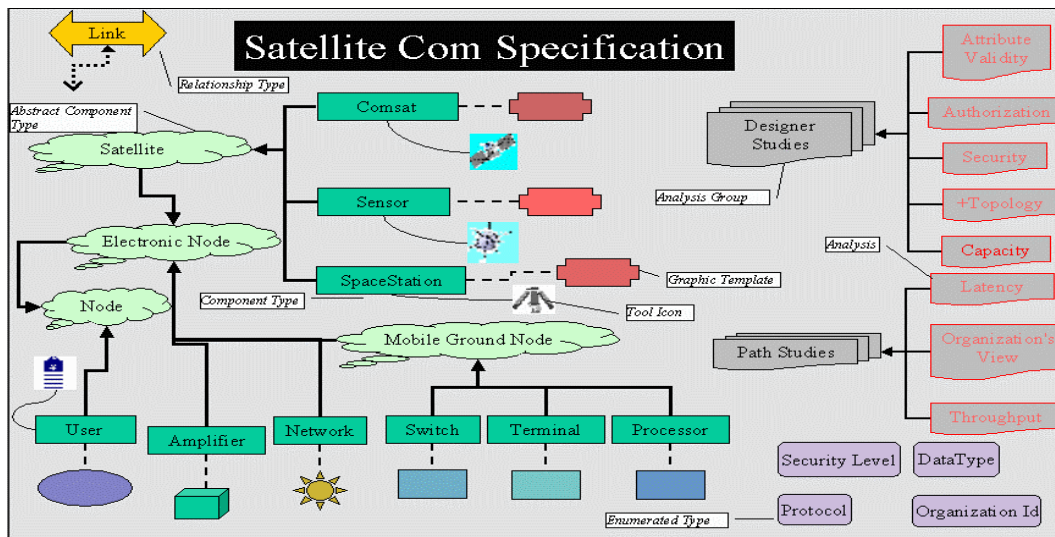 Link
Satellite Com Specification
Relationship Type
Abstract Component
Type
Satellite
Electronic Node
Node
Comsat
Sensor
SpaceStation
Component Type
Graphic Template
Tool Icon
Mobile Ground Node
User
Amplifier
Network
Switch
Terminal
Processor
Designer
Studies
Analysis Group
Attribute
Validity
Authorization
Security
+Topology
Capacity
Analysis
Latency
Organization's
View
Throughput
Path Studies
Security Level
DataType
Enumerated Type
Protocol
Organization Id